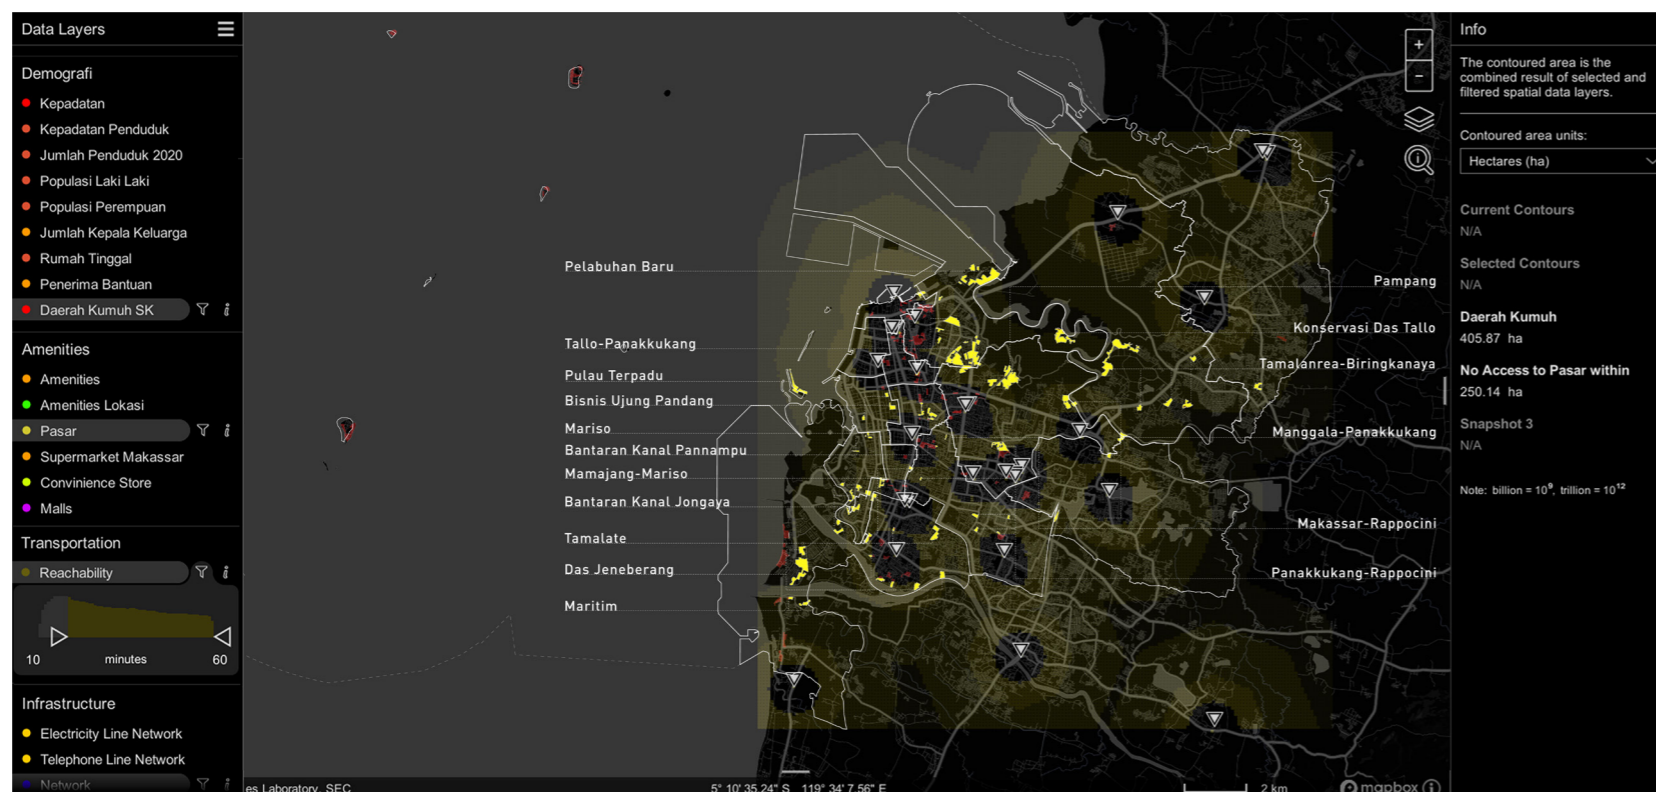 Data Layers
Demografi
Kepadatan
Kepadatan Penduduk
Jumlah Penduduk 2020
Populasi Laki Laki
Populasi Perempuan
Jumlah Kepala Keluarga
Rumah Tinggal
Penerima Bantuan
Daerah Kumuh SK
Amenities
Amenities
Amenities Lokasi
Pasar
Supermarket Makassar
Convinience Store
Malls
Transportation
Reachability
10 minutes 60
Infrastructure
Electricity Line Network
Telephone Line Network
Network
Pelabuhan Baru
Tallo-Panakkukang
Pulau Terpadu
Bisnis Ujung Pandang
Mariso
Bantaran Kanal Pannampu
Mamajang-Mariso
Bantaran Kanal Jongaya
Tamalate
Das Jeneberang
Maritim
Pampang
Konservasi Das Tallo
Tamalanrea-Biringkanaya
Manggala-Panakkukang
Makassar-Rappocini
Panakkukang-Rappocini
es Laboratory, SEC
5° 10' 35.24" S 119° 34' 7.56" E
2 km
mapbox
Info
The contoured area is the
combined result of selected and
filtered spatial data layers.
Contoured area units:
Hectares (ha)
Current Contours
N/A
Selected Contours
N/A
Daerah Kumuh
405.87 ha
No Access to Pasar within
250.14 ha
Snapshot 3
N/A
Note: billion = 10⁹, trillion = 10¹²